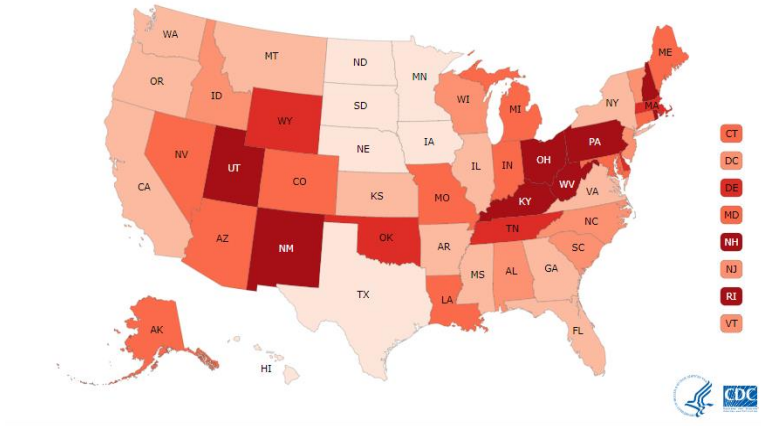 WA
MT
ND
MN
ME
OR
ID
SD
WI
MI
NY
MA
WY
IA
NE
PA
NV
UT
IL
IN
OH
CO
WV
CA
KS
MO
KY
VA
AZ
NM
OK
AR
TN
NC
SC
TX
MS
AL
GA
LA
FL
AK
HI
CT
DC
DE
MD
NH
NJ
RI
VT
CDC